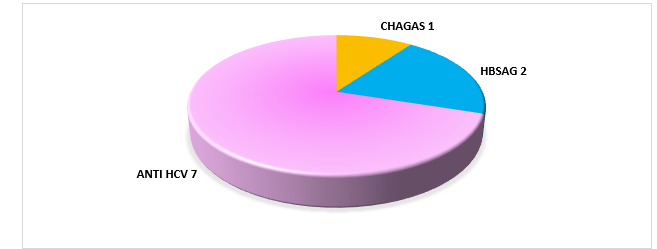 CHAGAS 1
HBSAG 2
ANTI HCV 7